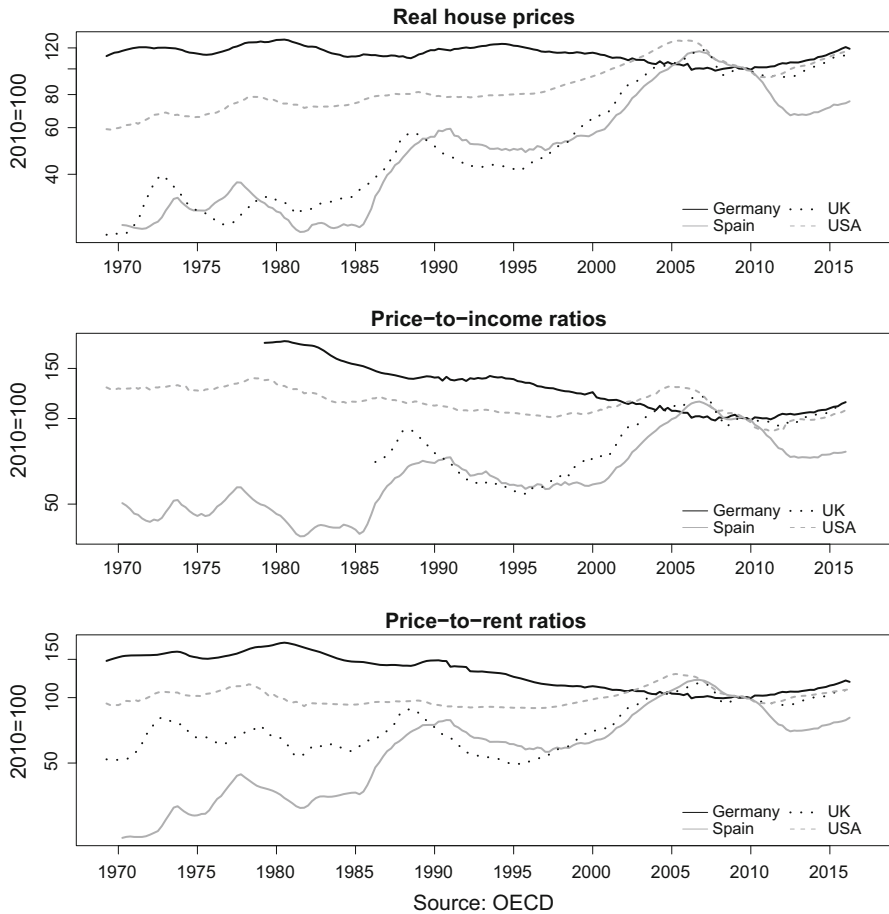 Real house prices
2010=100
120
80
60
40
Germany
Spain
UK
USA
1970 1975 1980 1985 1990 1995 2000 2005 2010 2015
Price−to−income ratios
2010=100
150
100
50
Germany
Spain
UK
USA
1970 1975 1980 1985 1990 1995 2000 2005 2010 2015
Price−to−rent ratios
2010=100
150
100
50
Germany
Spain
UK
USA
1970 1975 1980 1985 1990 1995 2000 2005 2010 2015
Source: OECD